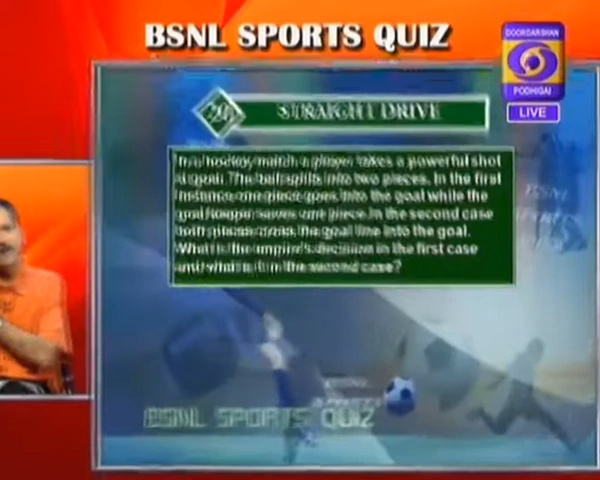 BSNL SPORTS QUIZ
DOORDARSHAN
PODHIGAI
LIVE
STRAIGHT DRIVE
In a hockey match a player takes a powerful shot
at goal. The ball splits into two pieces. In the first
instance one piece goes into the goal while the
goal keeper saves one piece.In the second case
both pieces cross the goal line into the goal.
What is the umpire's decision in the first case
and what is it in the second case?
BSNL SPORTS QUIZ